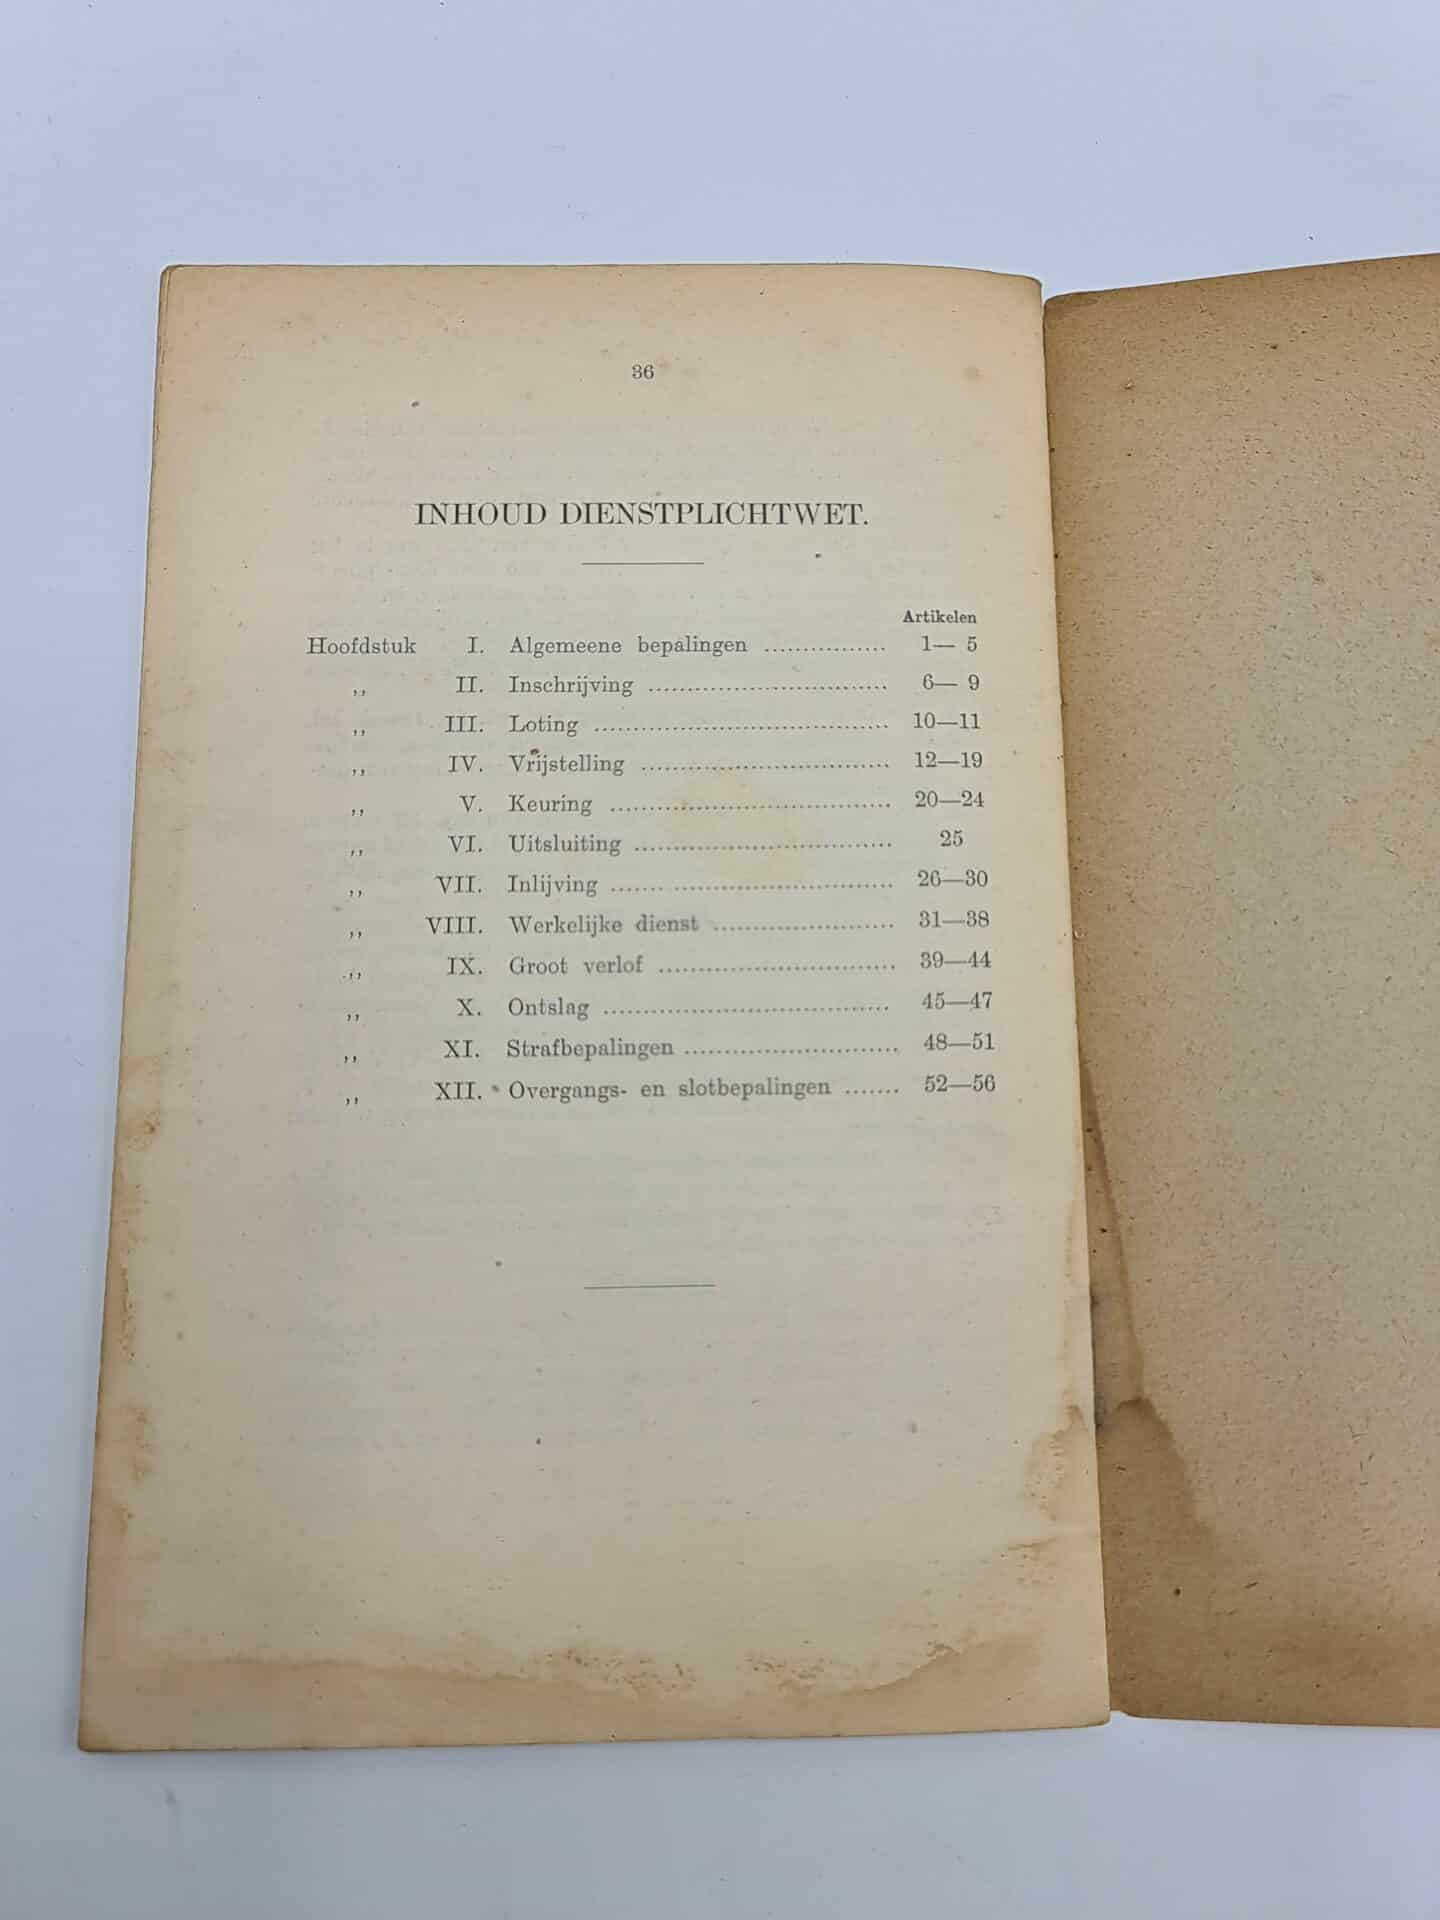 36
INHOUD DIENSTPLICHTWET.
Artikelen
Hoofdstuk I. Algemeene bepalingen ................ 1— 5
,, II. Inschrijving ............................... 6— 9
,, III. Loting ...................................... 10—11
,, IV. Vrijstelling ................................ 12—19
,, V. Keuring .................................... 20—24
,, VI. Uitsluiting ................................. 25
,, VII. Inlijving ....... ............................ 26—30
,, VIII. Werkelijke dienst ....................... 31—38
,, IX. Groot verlof ............................... 39—44
,, X. Ontslag .................................... 45—47
,, XI. Strafbepalingen ............................ 48—51
,, XII. Overgangs- en slotbepalingen ....... 52—56